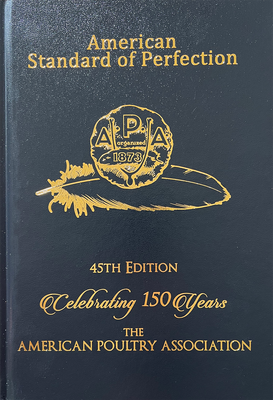 American
Standard of Perfection
APA
organized
1873
45TH EDITION
Celebrating 150 Years
THE
AMERICAN POULTRY ASSOCIATION